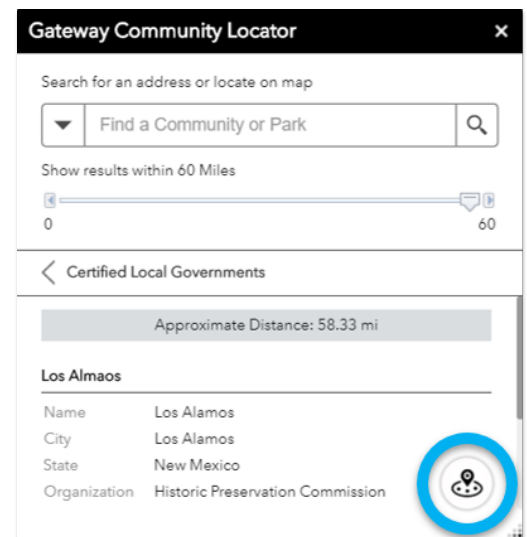 Gateway Community Locator
Search for an address or locate on map
Find a Community or Park
Show results within 60 Miles
0 60
Certified Local Governments
Approximate Distance: 58.33 mi
Los Almaos
Name Los Alamos
City Los Alamos
State New Mexico
Organization Historic Preservation Commission